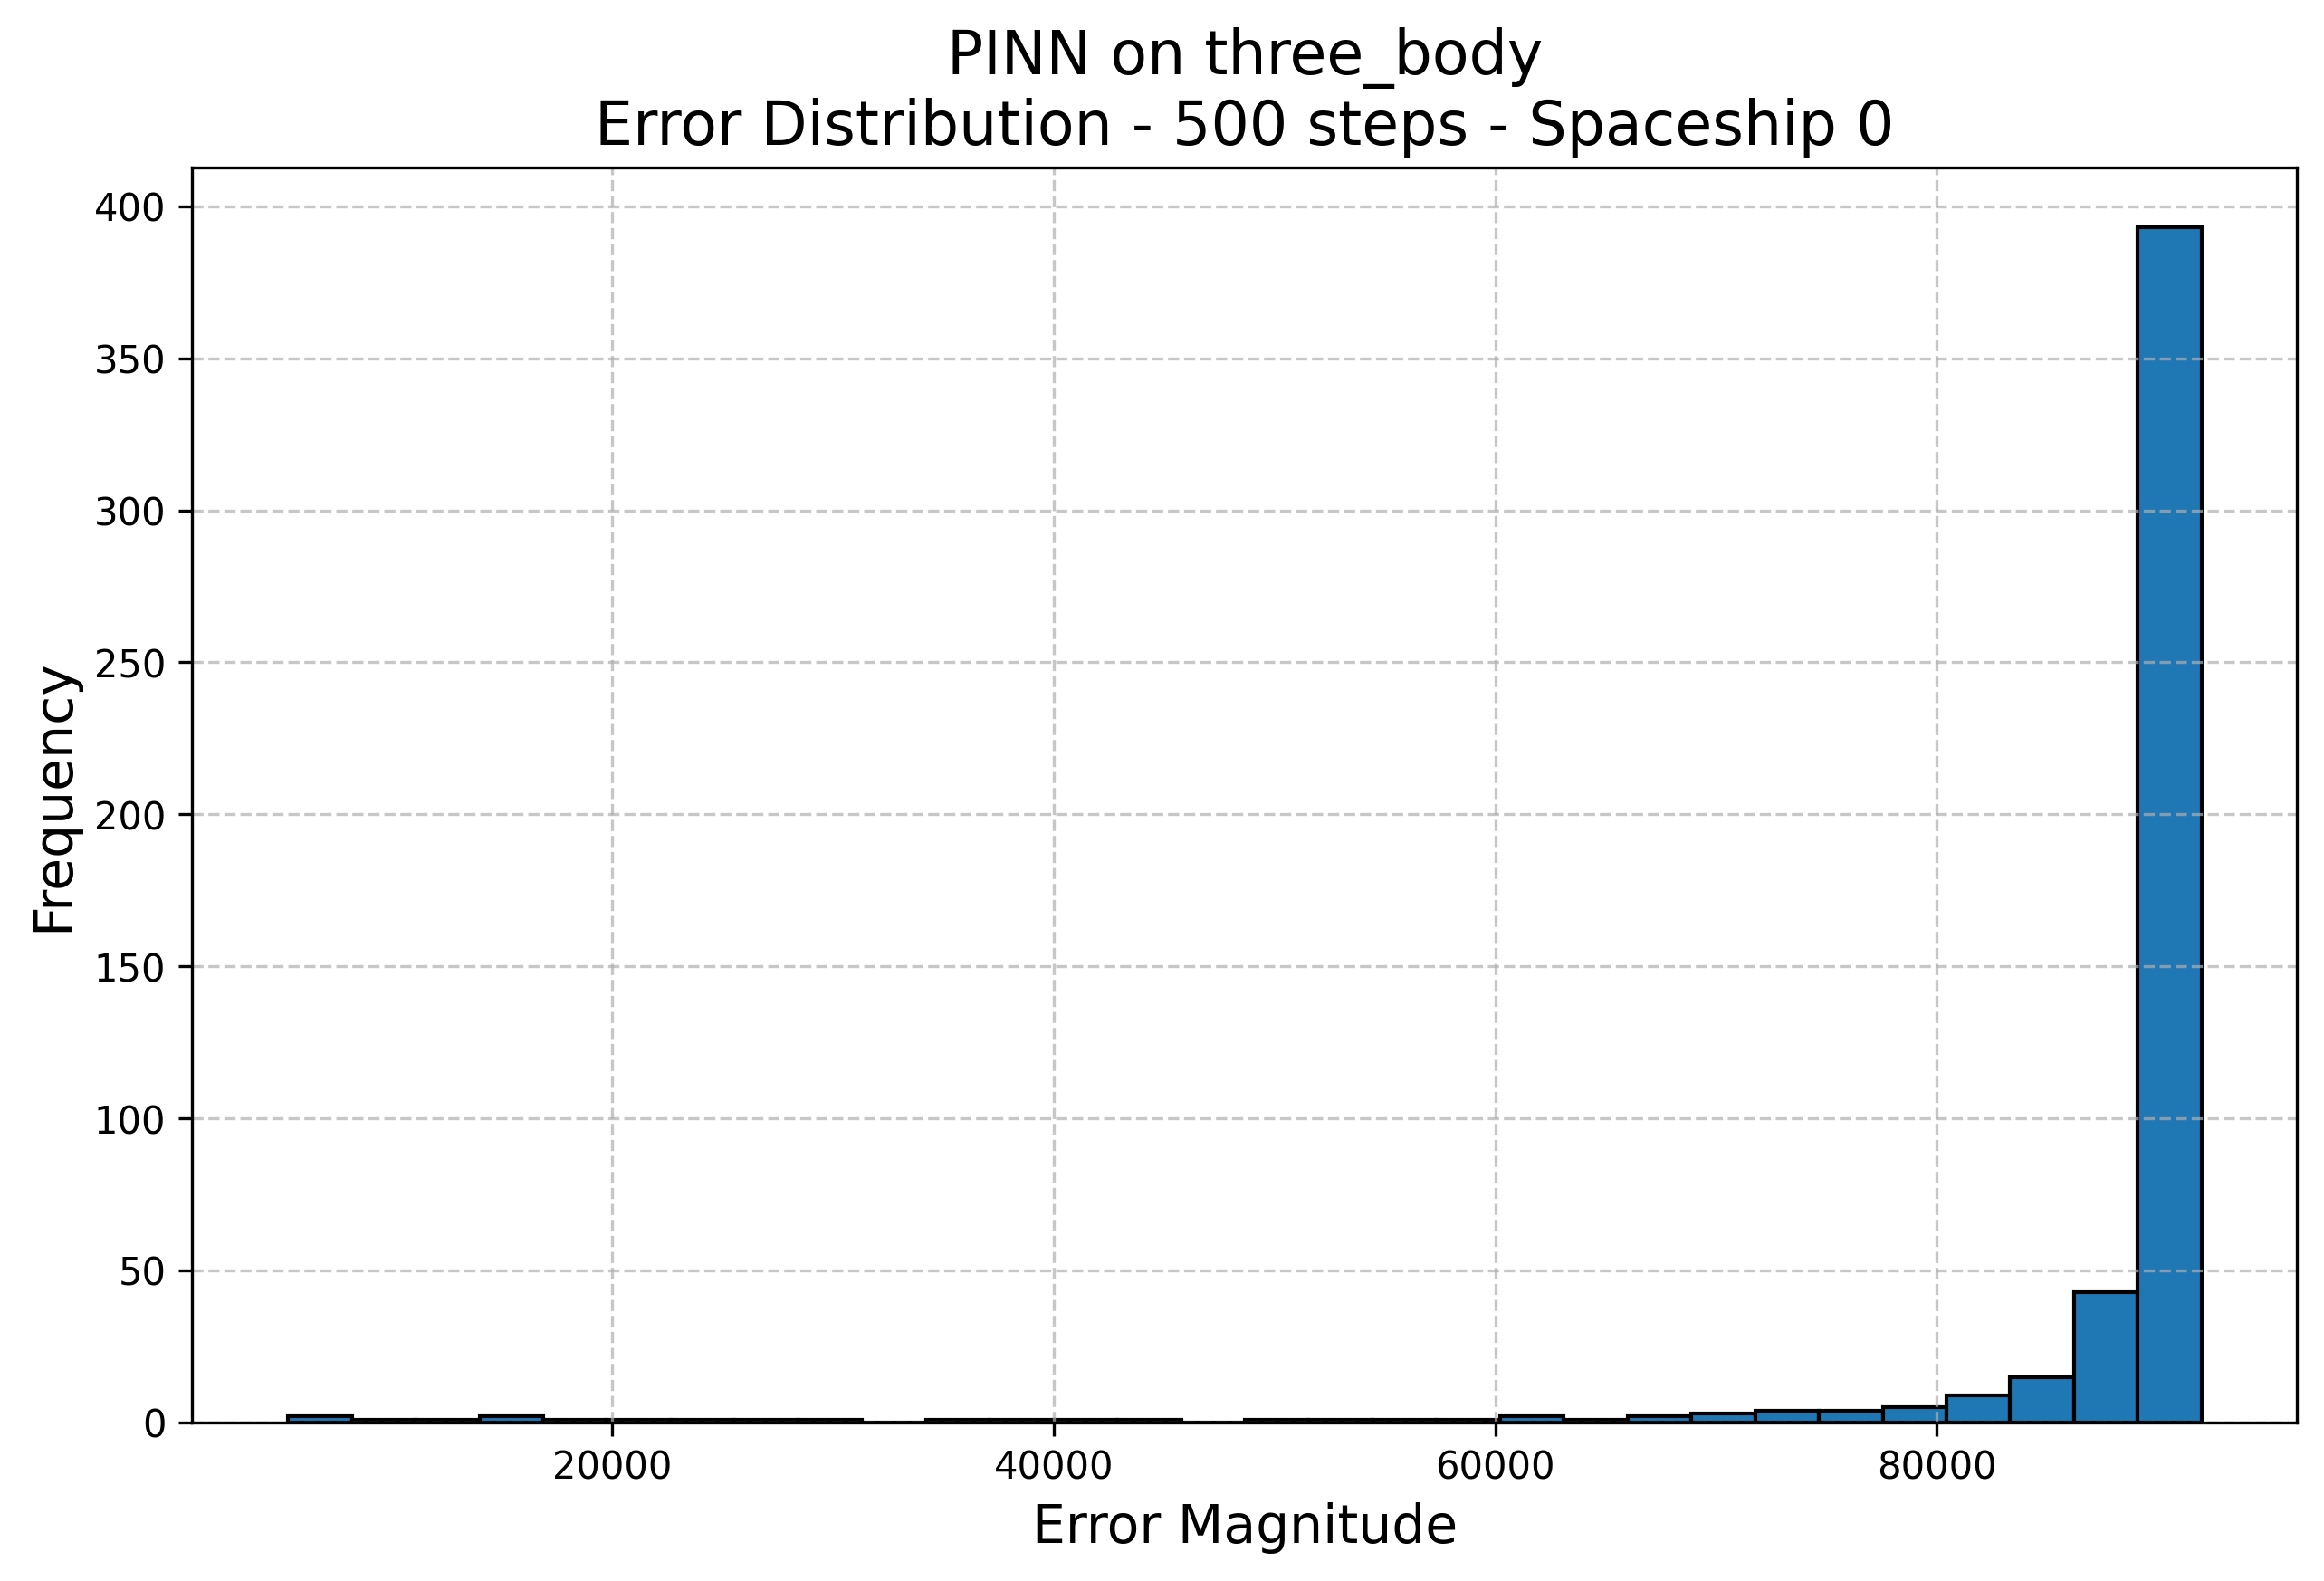 PINN on three_body
Error Distribution - 500 steps - Spaceship 0
400
350
300
250
200
150
100
50
0
Frequency
20000 40000 60000 80000
Error Magnitude